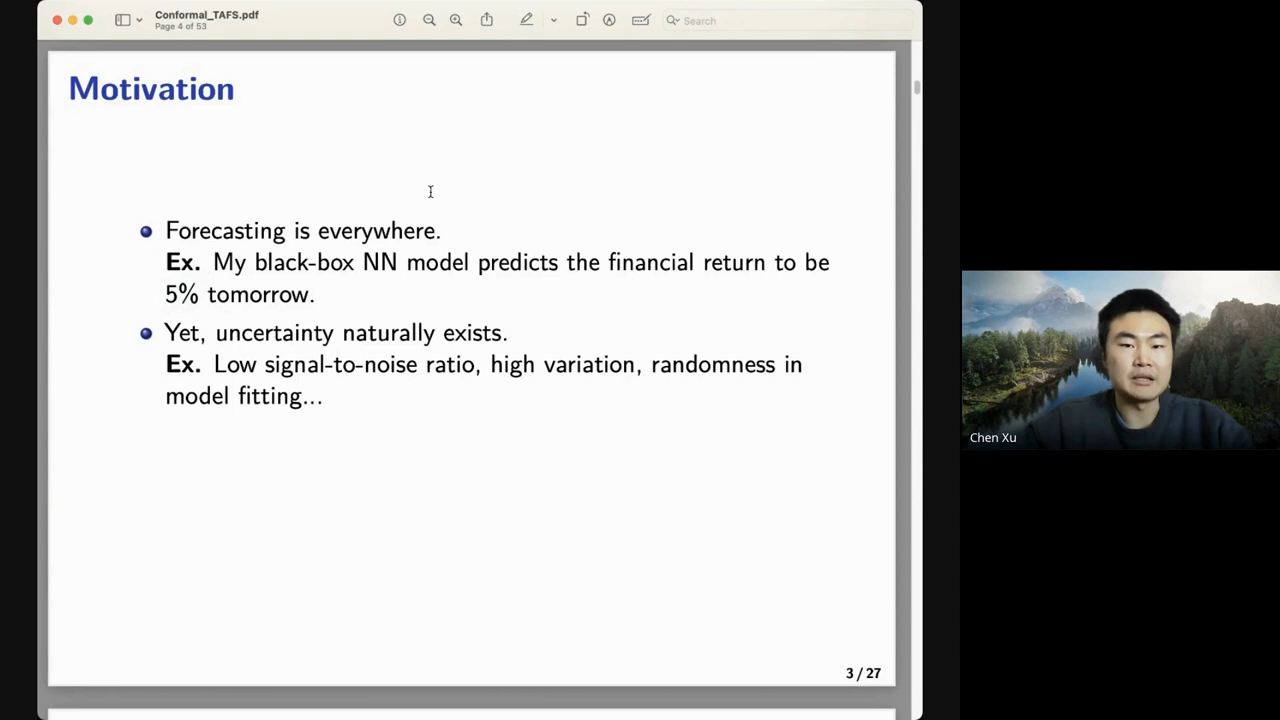 Conformal_TAFS.pdf
Page 4 of 53
Search
Motivation
Forecasting is everywhere.
Ex. My black-box NN model predicts the financial return to be
5% tomorrow.
Yet, uncertainty naturally exists.
Ex. Low signal-to-noise ratio, high variation, randomness in
model fitting...
3 / 27
Chen Xu